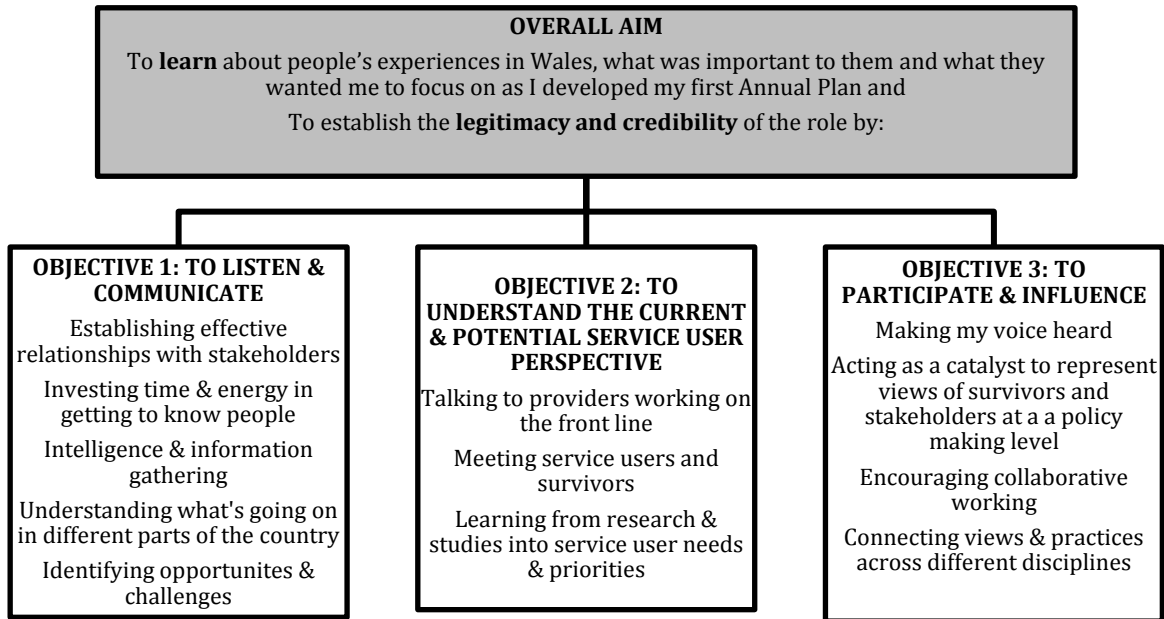 OVERALL AIM
To learn about people’s experiences in Wales, what was important to them and what they
wanted me to focus on as I developed my first Annual Plan and
To establish the legitimacy and credibility of the role by:
OBJECTIVE 1: TO LISTEN &
COMMUNICATE
Establishing effective
relationships with stakeholders
Investing time & energy in
getting to know people
Intelligence & information
gathering
Understanding what's going on
in different parts of the country
Identifying opportunites &
challenges
OBJECTIVE 2: TO
UNDERSTAND THE CURRENT
& POTENTIAL SERVICE USER
PERSPECTIVE
Talking to providers working on
the front line
Meeting service users and
survivors
Learning from research &
studies into service user needs
& priorities
OBJECTIVE 3: TO
PARTICIPATE & INFLUENCE
Making my voice heard
Acting as a catalyst to represent
views of survivors and
stakeholders at a a policy
making level
Encouraging collaborative
working
Connecting views & practices
across different disciplines